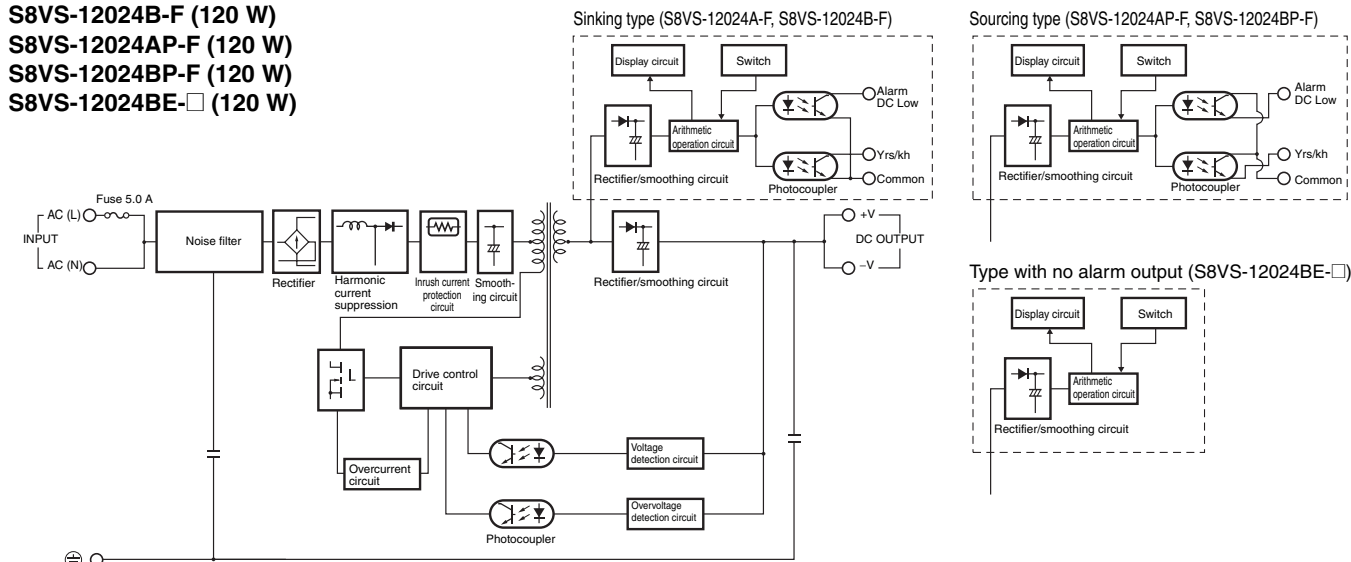 S8VS-12024B-F (120 W)
S8VS-12024AP-F (120 W)
S8VS-12024BP-F (120 W)
S8VS-12024BE-□ (120 W)
Sinking type (S8VS-12024A-F, S8VS-12024B-F)
Display circuit
Switch
Alarm
DC Low
Arithmetic
operation circuit
Yrs/kh
Rectifier/smoothing circuit
Photocoupler
Common
Sourcing type (S8VS-12024AP-F, S8VS-12024BP-F)
Display circuit
Switch
Alarm
DC Low
Arithmetic
operation circuit
Yrs/kh
Rectifier/smoothing circuit
Photocoupler
Common
Fuse 5.0 A
AC (L)
INPUT
AC (N)
Noise filter
Rectifier
Harmonic
current
suppression
Inrush current
protection
circuit
Smooth-
ing circuit
Rectifier/smoothing circuit
+V
DC OUTPUT
–V
Drive control
circuit
Overcurrent
circuit
Voltage
detection circuit
Overvoltage
detection circuit
Photocoupler
Type with no alarm output (S8VS-12024BE-□)
Display circuit
Switch
Arithmetic
operation circuit
Rectifier/smoothing circuit